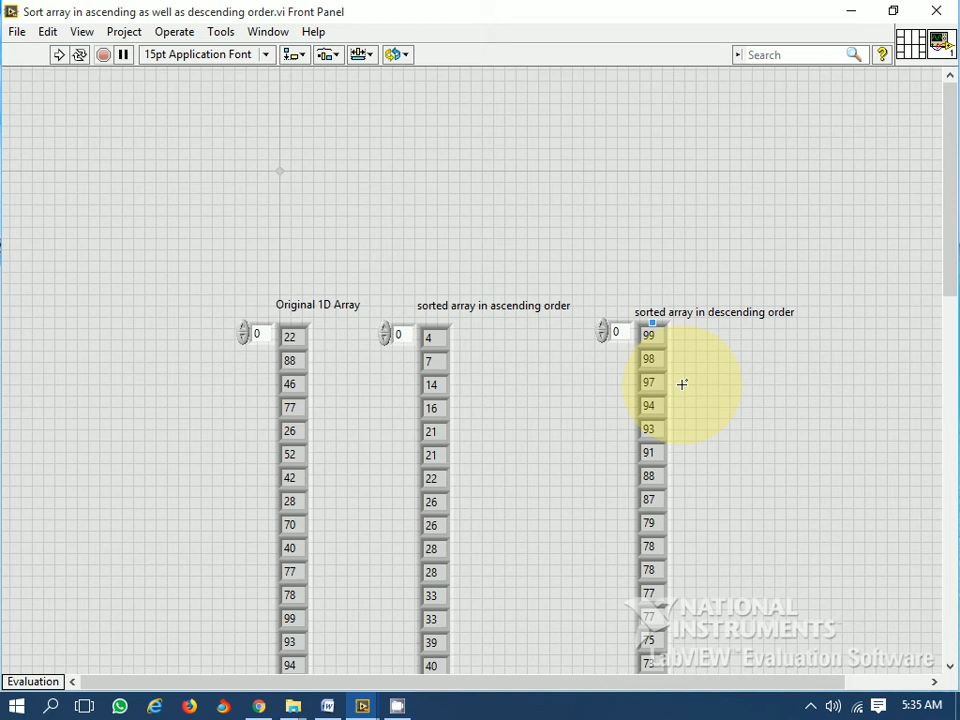 Sort array in ascending as well as descending order.vi Front Panel
File Edit View Project Operate Tools Window Help
15pt Application Font
Search
?
1
Original 1D Array
sorted array in ascending order
sorted array in descending order
0 22 0 4 0 99
88 7 98
46 14 97
77 16 94
26 21 93
52 21 91
42 22 88
28 26 87
70 26 79
40 28 78
77 28 78
78 33 77
99 33 77
93 39 75
94 40 73
NATIONAL
INSTRUMENTS
LabVIEW Evaluation Software
Evaluation
5:35 AM